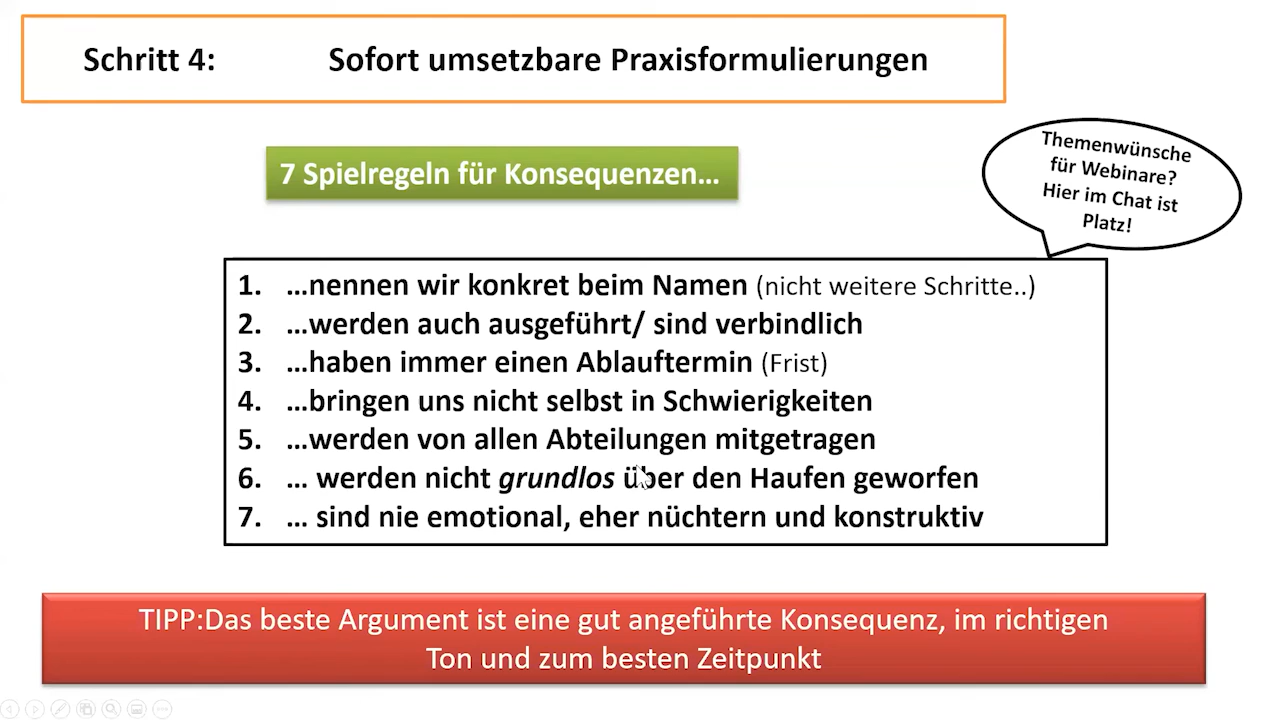 Schritt 4: Sofort umsetzbare Praxisformulierungen
7 Spielregeln für Konsequenzen...
Themenwünsche
für Webinare?
Hier im Chat ist
Platz!
1. ...nennen wir konkret beim Namen (nicht weitere Schritte..)
2. ...werden auch ausgeführt/ sind verbindlich
3. ...haben immer einen Ablauftermin (Frist)
4. ...bringen uns nicht selbst in Schwierigkeiten
5. ...werden von allen Abteilungen mitgetragen
6. ... werden nicht grundlos über den Haufen geworfen
7. ... sind nie emotional, eher nüchtern und konstruktiv
TIPP:Das beste Argument ist eine gut angeführte Konsequenz, im richtigen
Ton und zum besten Zeitpunkt